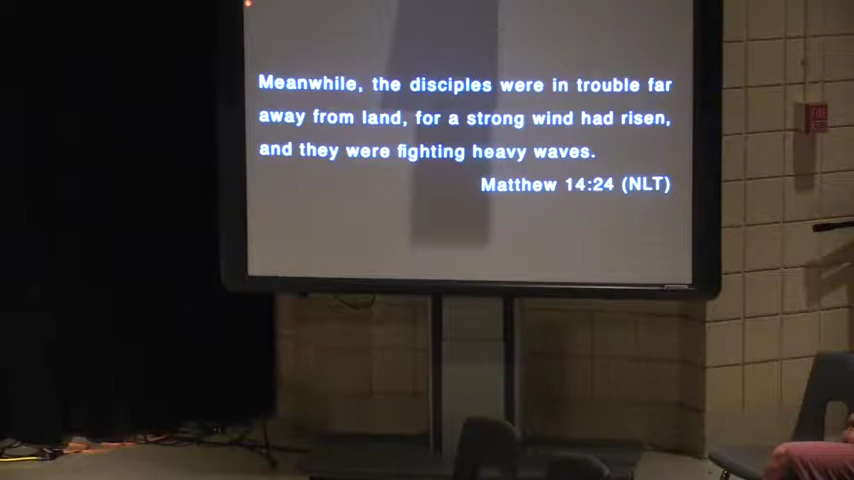 Meanwhile, the disciples were in trouble far
away from land, for a strong wind had risen,
and they were fighting heavy waves.
Matthew 14:24 (NLT)
FIRE